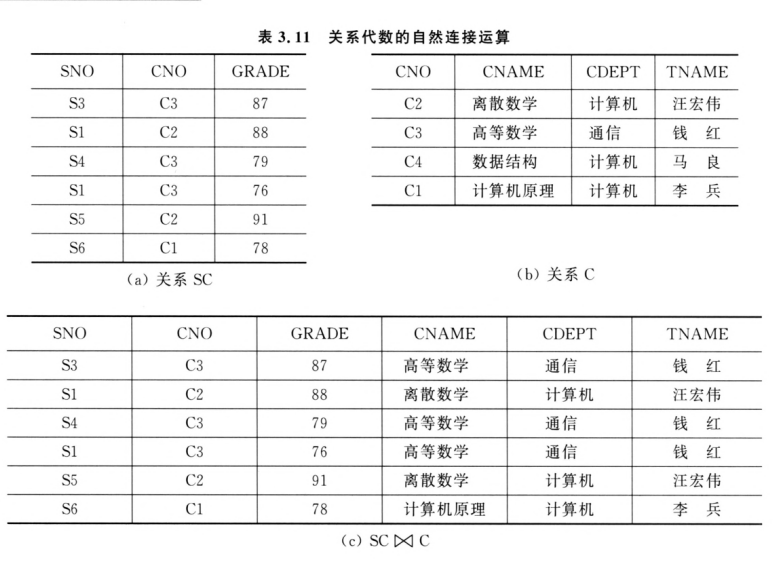 表 3.11 关系代数的自然连接运算
SNO CNO GRADE
S3 C3 87
S1 C2 88
S4 C3 79
S1 C3 76
S5 C2 91
S6 C1 78
(a) 关系 SC
CNO CNAME CDEPT TNAME
C2 离散数学 计算机 汪宏伟
C3 高等数学 通信 钱 红
C4 数据结构 计算机 马 良
C1 计算机原理 计算机 李 兵
(b) 关系 C
SNO CNO GRADE CNAME CDEPT TNAME
S3 C3 87 高等数学 通信 钱 红
S1 C2 88 离散数学 计算机 汪宏伟
S4 C3 79 高等数学 通信 钱 红
S1 C3 76 高等数学 通信 钱 红
S5 C2 91 离散数学 计算机 汪宏伟
S6 C1 78 计算机原理 计算机 李 兵
(c) SC⋈C